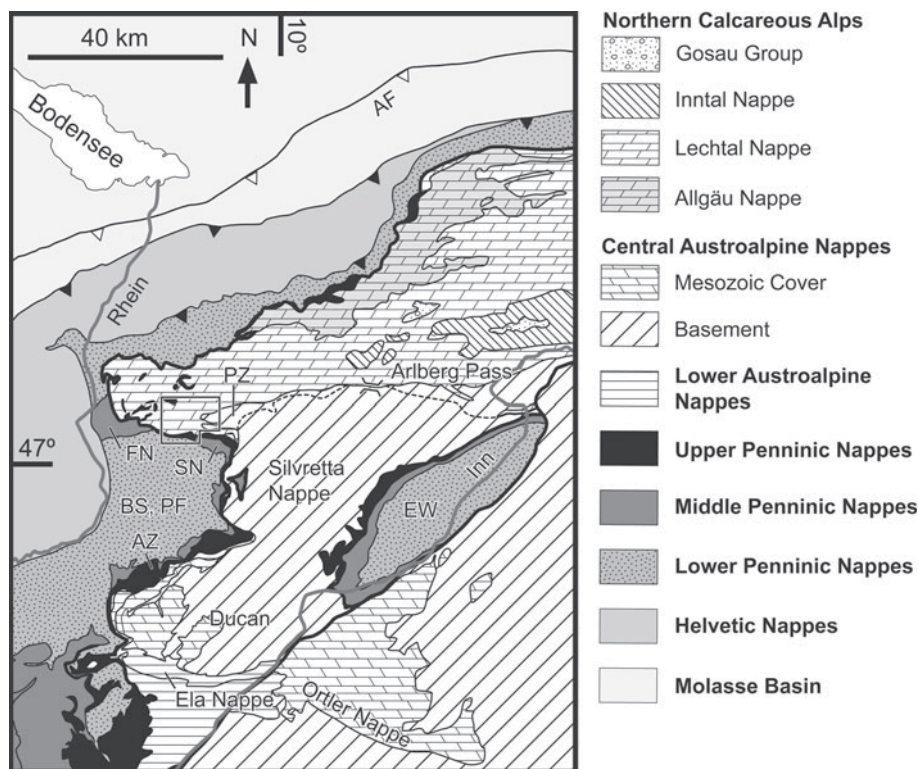 40 km
N
10º
Bodensee
AF
Rhein
PZ
Arlberg Pass
47º
FN
SN
Silvretta
Nappe
Inn
BS, PF
EW
AZ
Ducan
Ela Nappe
Ortler Nappe
Northern Calcareous Alps
Gosau Group
Inntal Nappe
Lechtal Nappe
Allgäu Nappe
Central Austroalpine Nappes
Mesozoic Cover
Basement
Lower Austroalpine
Nappes
Upper Penninic Nappes
Middle Penninic Nappes
Lower Penninic Nappes
Helvetic Nappes
Molasse Basin